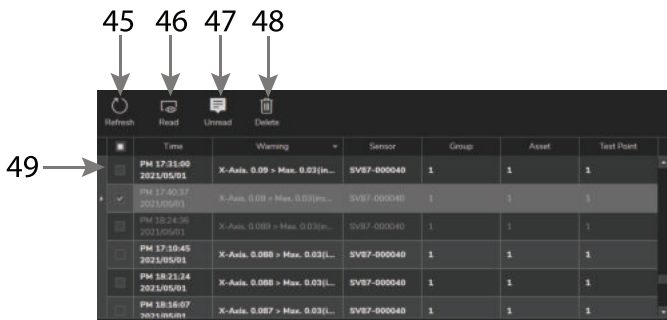 45 46 47 48
Refresh Read Unread Delete
Time Warning Sensor Group Asset Test Point
49
PM 17:31:00
2021/05/01
X-Axis. 0.09 > Max. 0.03(in... SV87-000040 1 1 1
PM 17:40:37
2021/05/01
X-Axis. 0.09 > Max. 0.03(in... SV87-000040 1 1 1
PM 18:24:36
2021/05/01
X-Axis. 0.089 > Max. 0.03(i... SV87-000040 1 1 1
PM 17:10:45
2021/05/01
X-Axis. 0.088 > Max. 0.03(i... SV87-000040 1 1 1
PM 18:21:24
2021/05/01
X-Axis. 0.088 > Max. 0.03(i... SV87-000040 1 1 1
PM 18:16:07
2021/05/01
X-Axis. 0.087 > Max. 0.03(i... SV87-000040 1 1 1